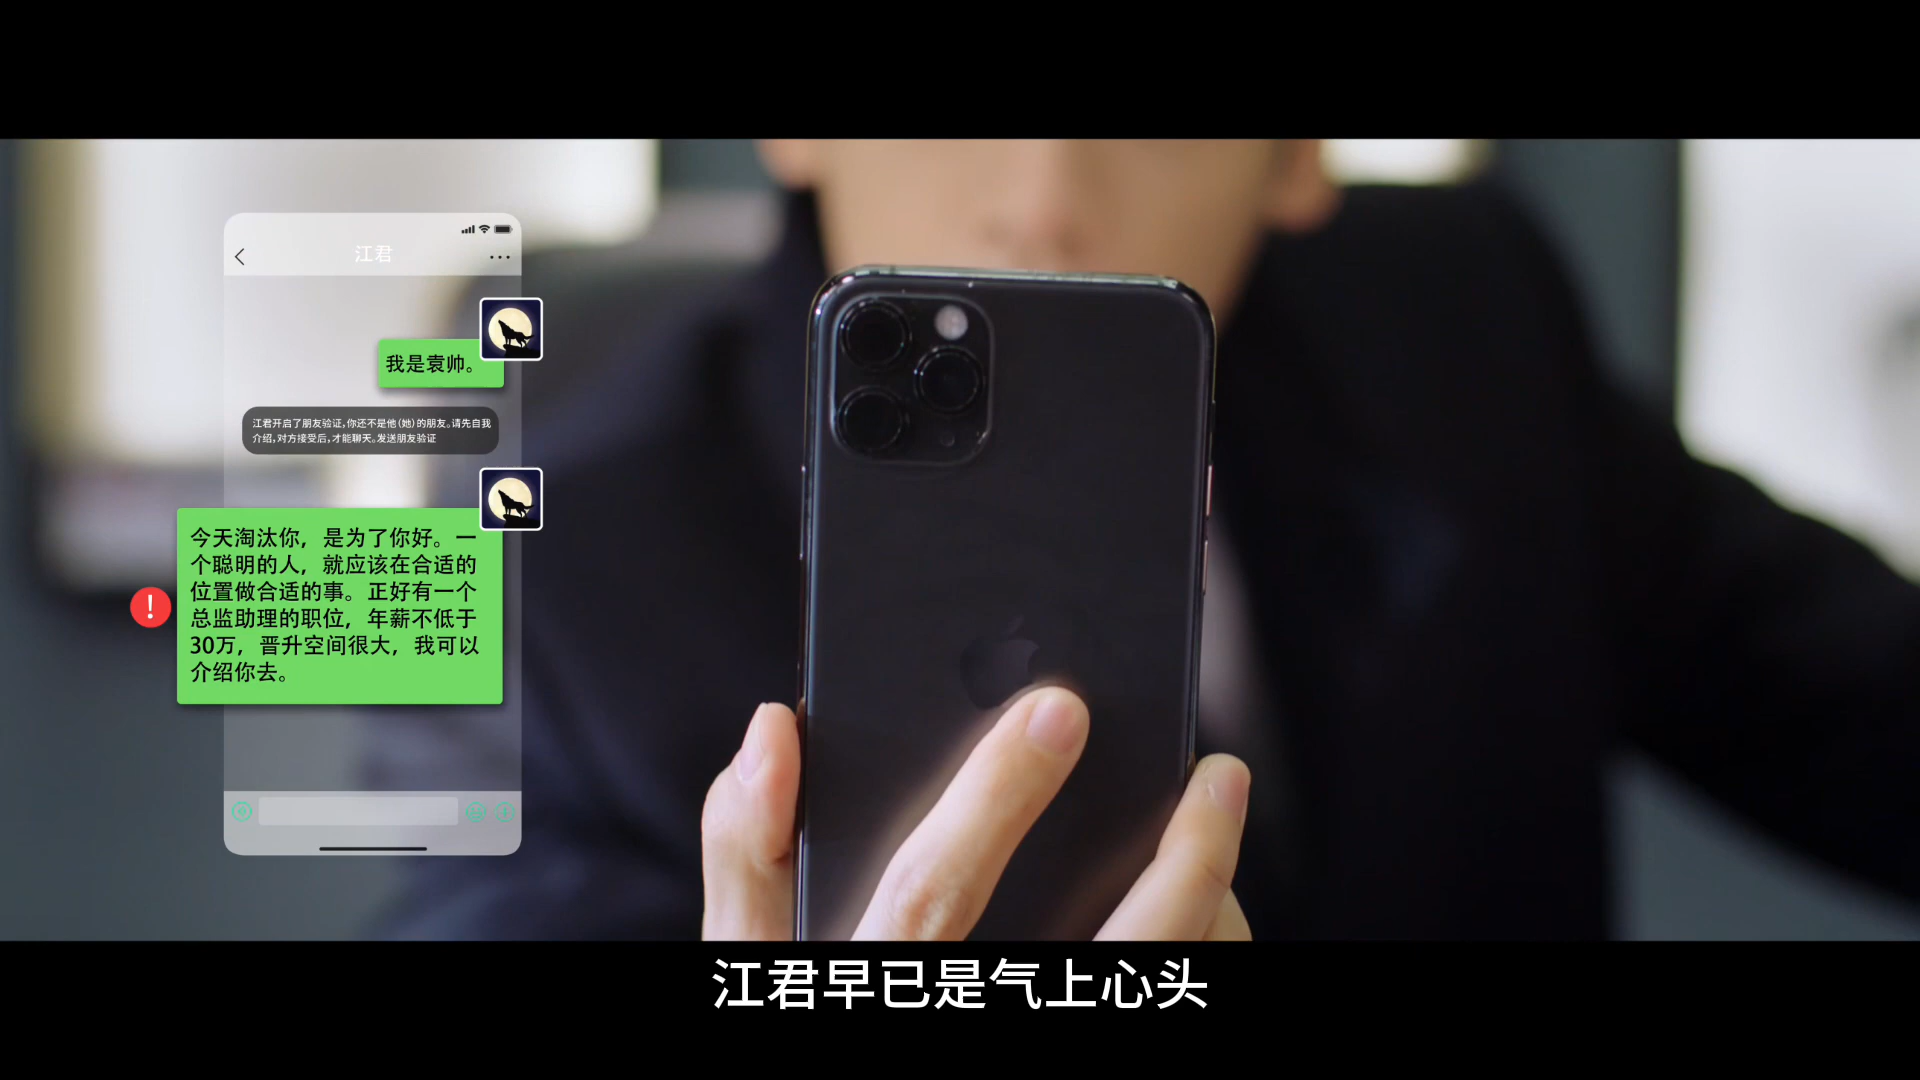 江君
我是袁帅。
江君开启了朋友验证,你还不是他(她)的朋友。请先自我
介绍,对方接受后,才能聊天。发送朋友验证
今天淘汰你，是为了你好。一
个聪明的人，就应该在合适的
位置做合适的事。正好有一个
总监助理的职位，年薪不低于
30万，晋升空间很大，我可以
介绍你去。
江君早已是气上心头